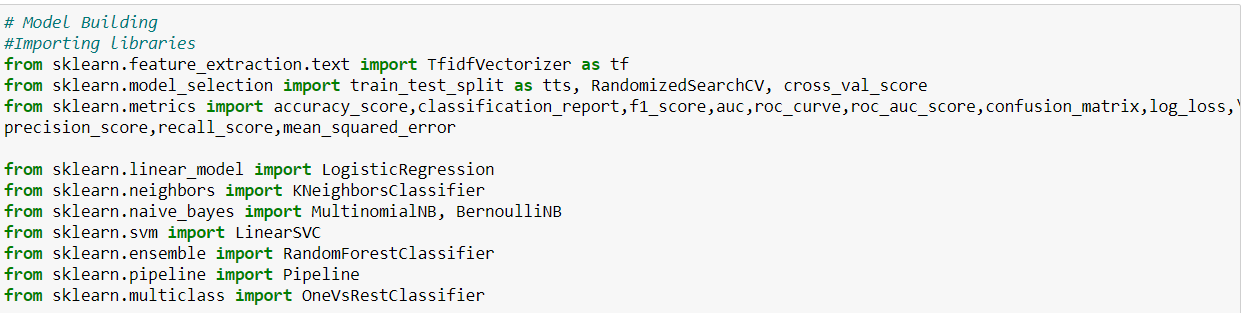 # Model Building
#Importing libraries
from sklearn.feature_extraction.text import TfidfVectorizer as tf
from sklearn.model_selection import train_test_split as tts, RandomizedSearchCV, cross_val_score
from sklearn.metrics import accuracy_score,classification_report,f1_score,auc,roc_curve,roc_auc_score,confusion_matrix,log_loss,\
precision_score,recall_score,mean_squared_error
from sklearn.linear_model import LogisticRegression
from sklearn.neighbors import KNeighborsClassifier
from sklearn.naive_bayes import MultinomialNB, BernoulliNB
from sklearn.svm import LinearSVC
from sklearn.ensemble import RandomForestClassifier
from sklearn.pipeline import Pipeline
from sklearn.multiclass import OneVsRestClassifier